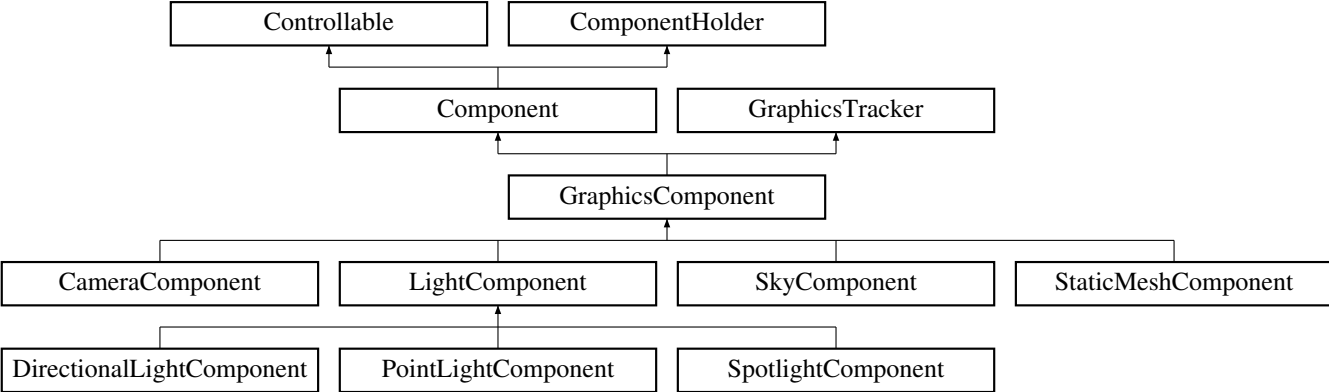 Controllable
ComponentHolder
Component
GraphicsTracker
GraphicsComponent
CameraComponent
LightComponent
SkyComponent
StaticMeshComponent
DirectionalLightComponent
PointLightComponent
SpotlightComponent